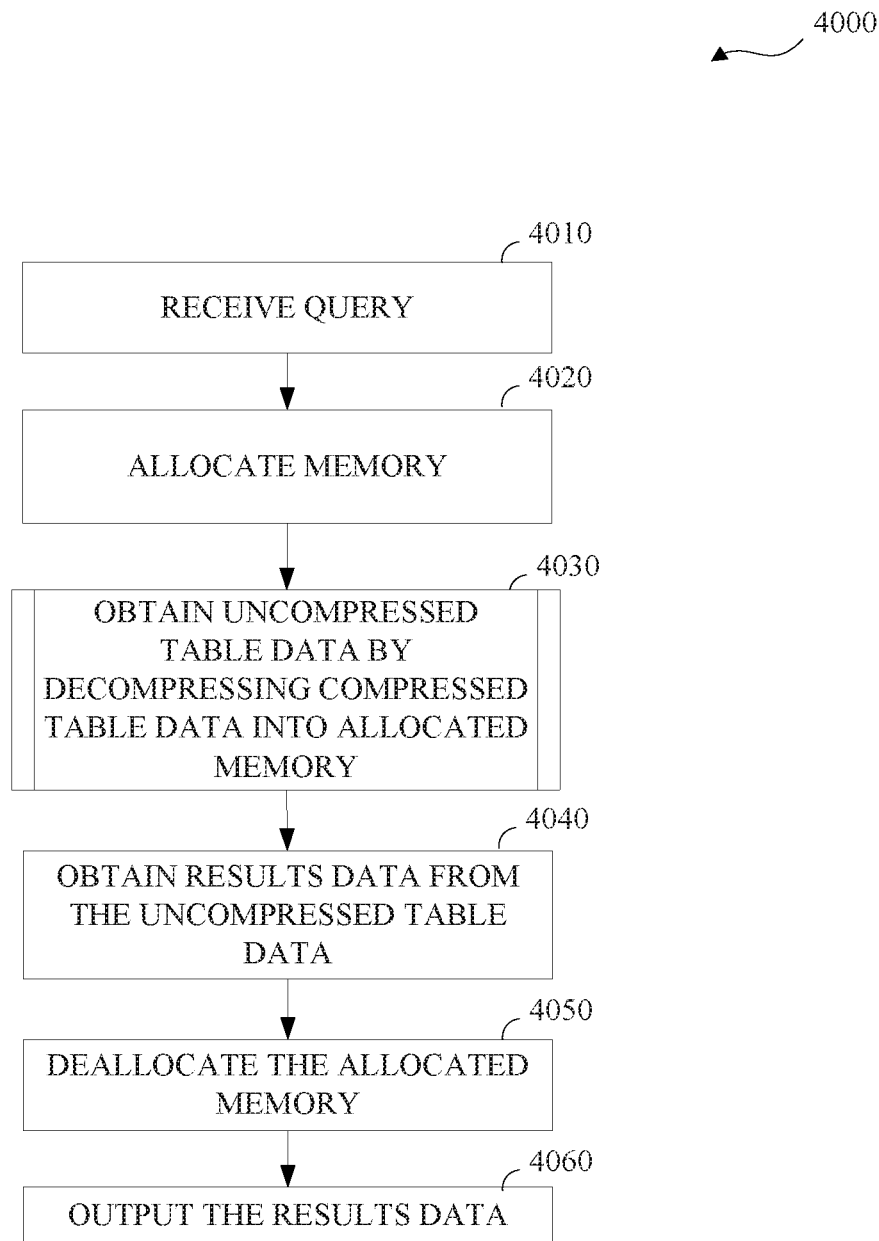 4000
4010
RECEIVE QUERY
4020
ALLOCATE MEMORY
4030
OBTAIN UNCOMPRESSED
TABLE DATA BY
DECOMPRESSING COMPRESSED
TABLE DATA INTO ALLOCATED
MEMORY
4040
OBTAIN RESULTS DATA FROM
THE UNCOMPRESSED TABLE
DATA
4050
DEALLOCATE THE ALLOCATED
MEMORY
4060
OUTPUT THE RESULTS DATA